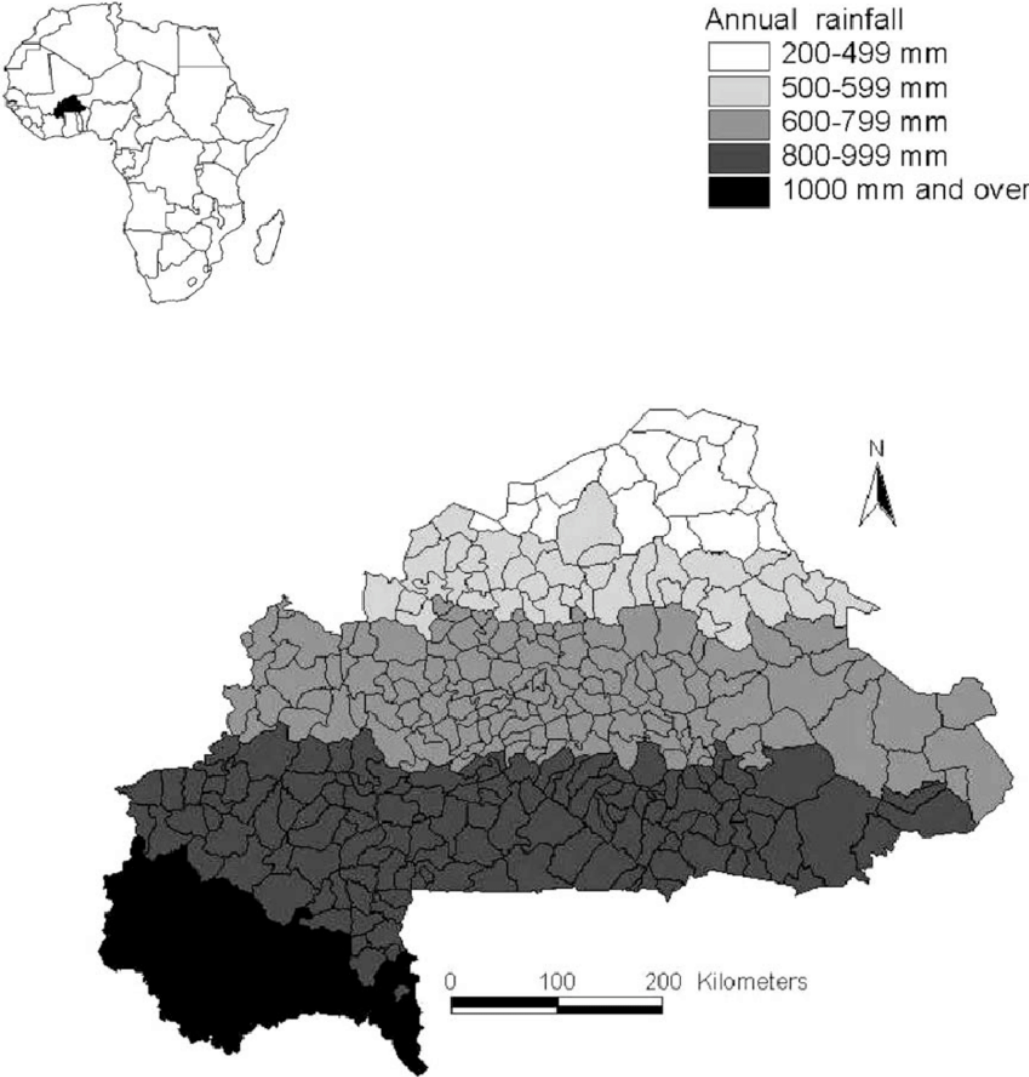 Annual rainfall
200-499 mm
500-599 mm
600-799 mm
800-999 mm
1000 mm and over
N
0 100 200 Kilometers